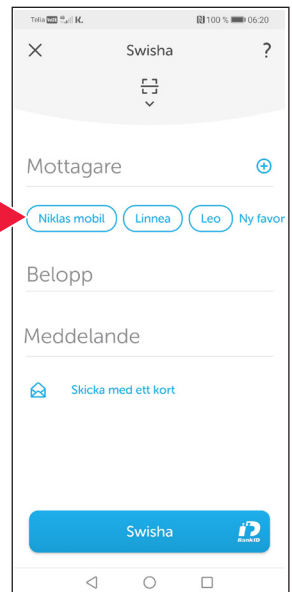 Telia K. 100 % 06:20
Swisha ?
Mottagare
Niklas mobil Linnea Leo Ny favor
Belopp
Meddelande
Skicka med ett kort
Swisha BankID